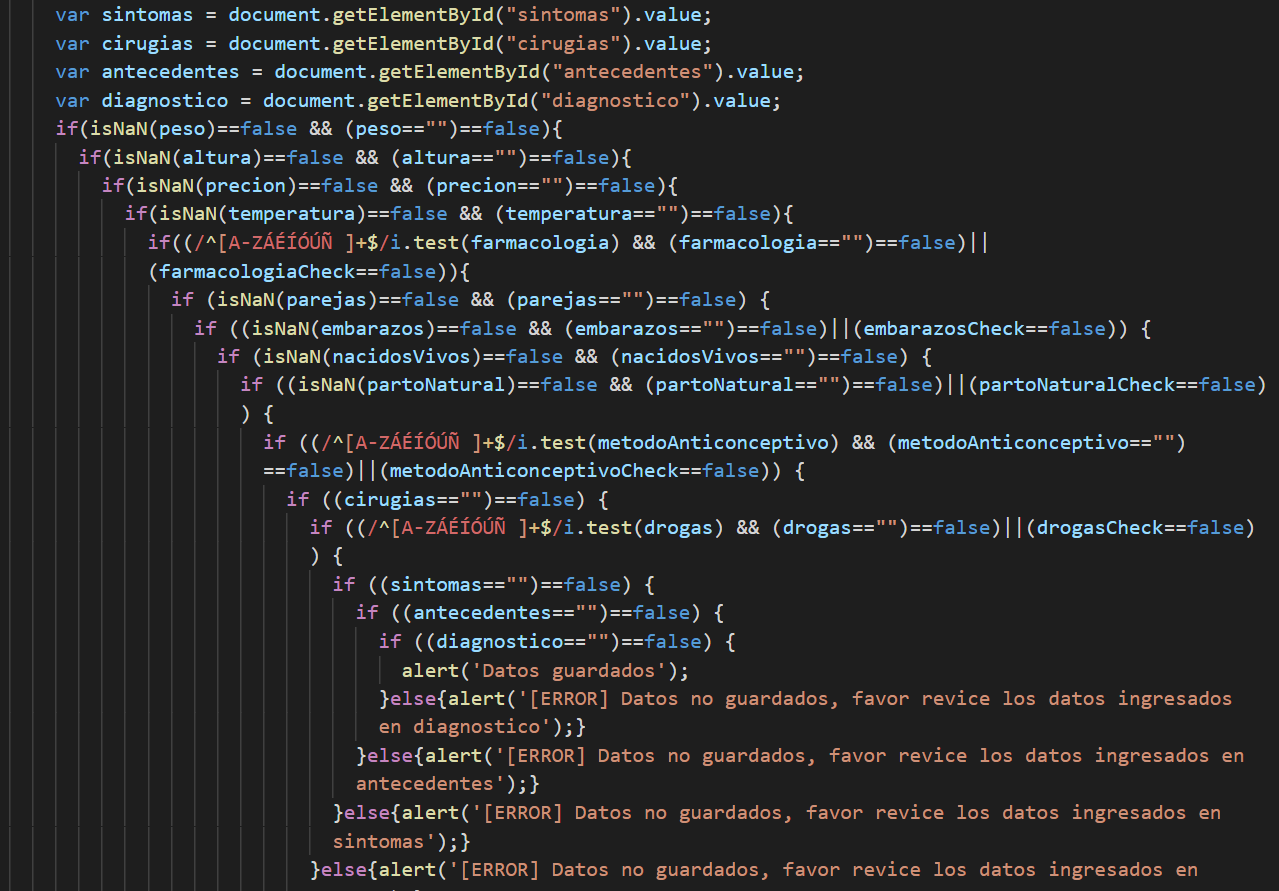 var sintomas = document.getElementById("sintomas").value;
var cirugias = document.getElementById("cirugias").value;
var antecedentes = document.getElementById("antecedentes").value;
var diagnostico = document.getElementById("diagnostico").value;
if(isNaN(peso)==false && (peso=="")==false){
if(isNaN(altura)==false && (altura=="")==false){
if(isNaN(precion)==false && (precion=="")==false){
if(isNaN(temperatura)==false && (temperatura=="")==false){
if((/^[A-ZÁÉÍÓÚÑ ]+$/i.test(farmacologia) && (farmacologia=="")==false)||
(farmacologiaCheck==false)){
if (isNaN(parejas)==false && (parejas=="")==false) {
if ((isNaN(embarazos)==false && (embarazos=="")==false)||(embarazosCheck==false)) {
if (isNaN(nacidosVivos)==false && (nacidosVivos=="")==false) {
if ((isNaN(partoNatural)==false && (partoNatural=="")==false)||(partoNaturalCheck==false)
) {
if ((/^[A-ZÁÉÍÓÚÑ ]+$/i.test(metodoAnticonceptivo) && (metodoAnticonceptivo=="")
==false)||(metodoAnticonceptivoCheck==false)) {
if ((cirugias=="")==false) {
if ((/^[A-ZÁÉÍÓÚÑ ]+$/i.test(drogas) && (drogas=="")==false)||(drogasCheck==false)
) {
if ((sintomas=="")==false) {
if ((antecedentes=="")==false) {
if ((diagnostico=="")==false) {
alert('Datos guardados');
}else{alert('[ERROR] Datos no guardados, favor revice los datos ingresados
en diagnostico');}
}else{alert('[ERROR] Datos no guardados, favor revice los datos ingresados en
antecedentes');}
}else{alert('[ERROR] Datos no guardados, favor revice los datos ingresados en
sintomas');}
}else{alert('[ERROR] Datos no guardados, favor revice los datos ingresados en